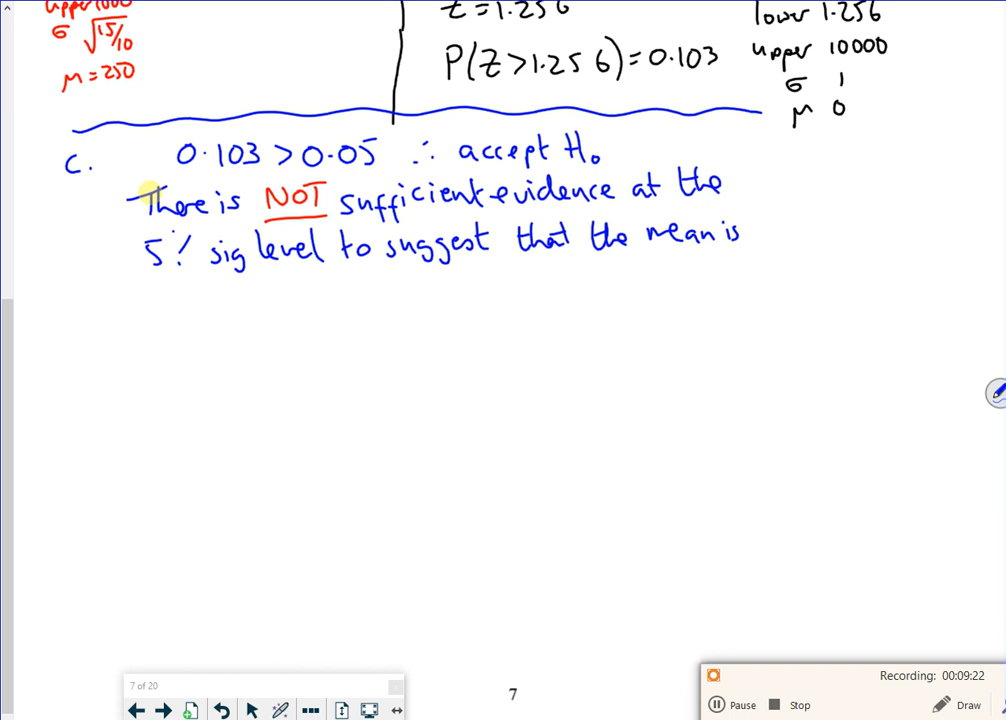 upper 1000
σ √15/10
μ = 250
z = 1.256
P(Z > 1.256) = 0.103
lower 1.256
upper 10000
σ 1
μ 0
c. 0.103 > 0.05 ∴ accept H₀
There is NOT sufficient evidence at the
5% sig level to suggest that the mean is
7 of 20
7
Recording: 00:09:22
Pause Stop Draw